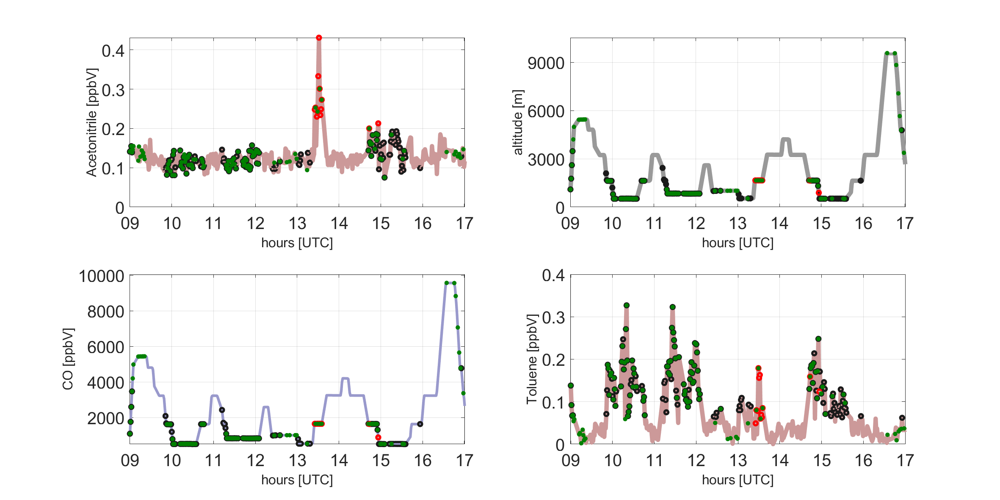 Acetonitrile [ppbV]
0.4
0.3
0.2
0.1
0
09 10 11 12 13 14 15 16 17
hours [UTC]
altitude [m]
9000
6000
3000
0
09 10 11 12 13 14 15 16 17
hours [UTC]
CO [ppbV]
10000
8000
6000
4000
2000
09 10 11 12 13 14 15 16 17
hours [UTC]
Toluene [ppbV]
0.4
0.3
0.2
0.1
0
09 10 11 12 13 14 15 16 17
hours [UTC]